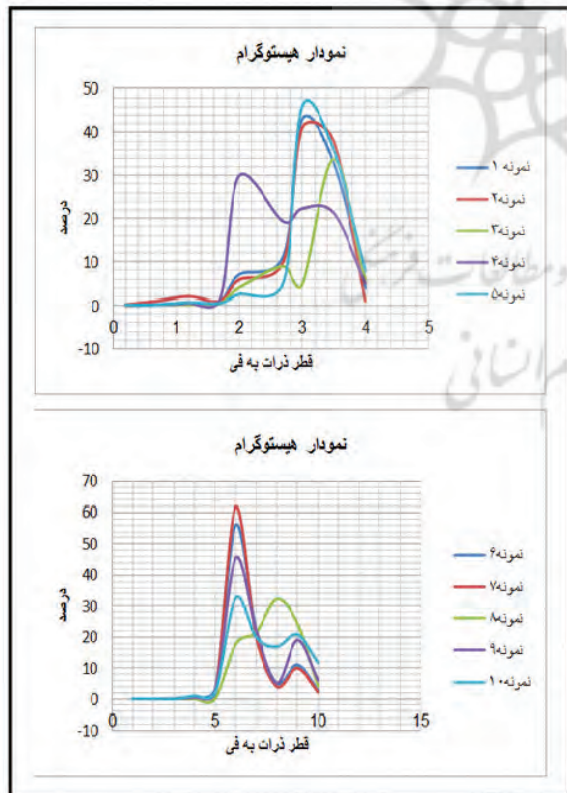 نمودار هیستوگرام
50
40
30
20
10
0
-10
0 1 2 3 4 5
درصد
قطر ذرات به فی
نمونه ۱
نمونه۲
نمونه۳
نمونه۴
نمونه۵
نمودار هیستوگرام
70
60
50
40
30
20
10
0
-10
0 5 10 15
درصد
قطر ذرات به فی
نمونه۶
نمونه۷
نمونه۸
نمونه۹
نمونه۱۰